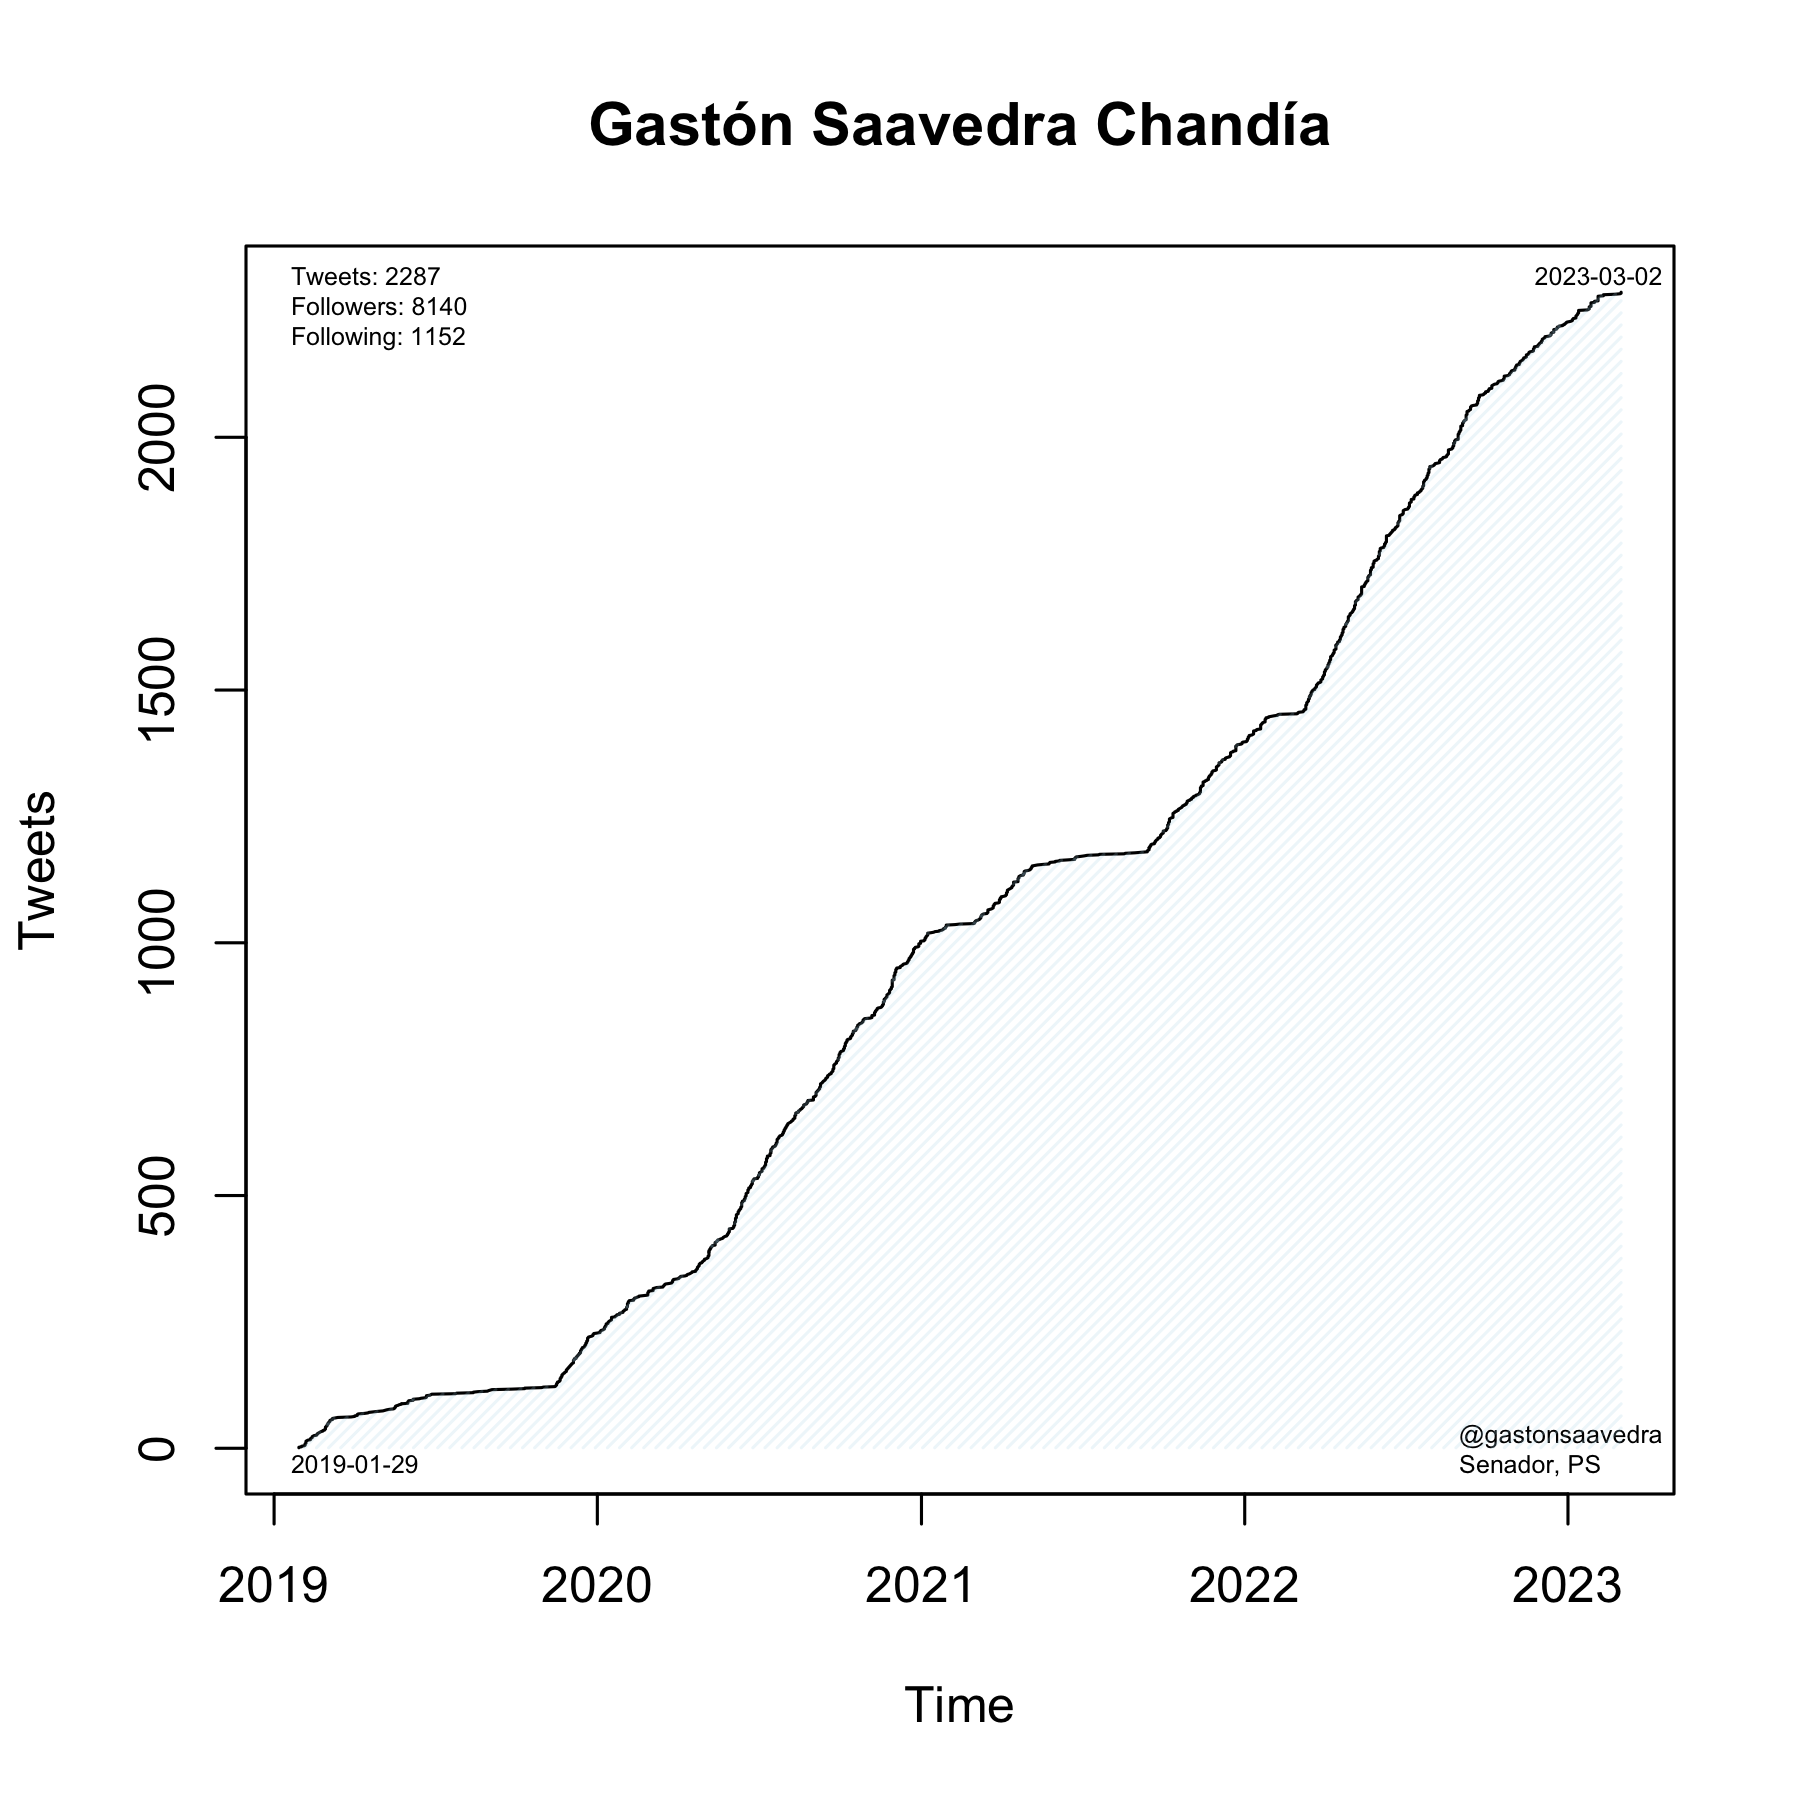 Gastón Saavedra Chandía
Tweets: 2287
Followers: 8140
Following: 1152
2023-03-02
2000
1500
1000
500
0
Tweets
2019-01-29
@gastonsaavedra
Senador, PS
2019
2020
2021
2022
2023
Time